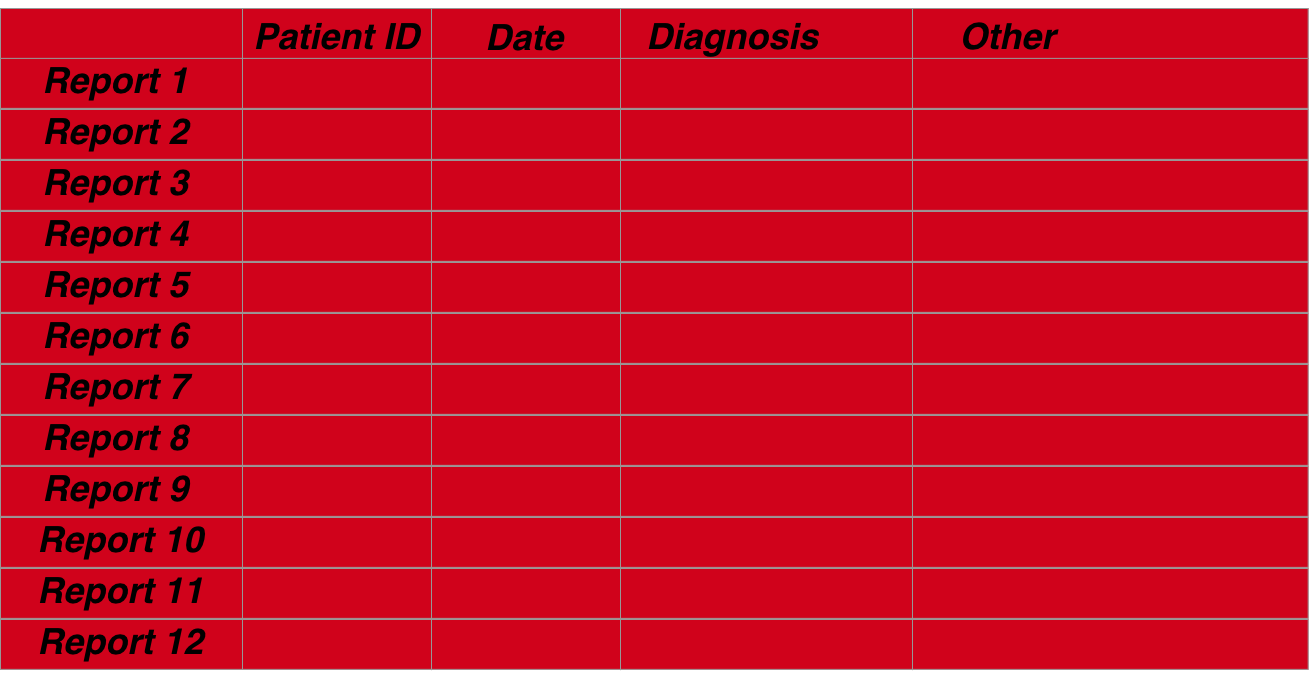 Patient ID Date Diagnosis Other
Report 1
Report 2
Report 3
Report 4
Report 5
Report 6
Report 7
Report 8
Report 9
Report 10
Report 11
Report 12